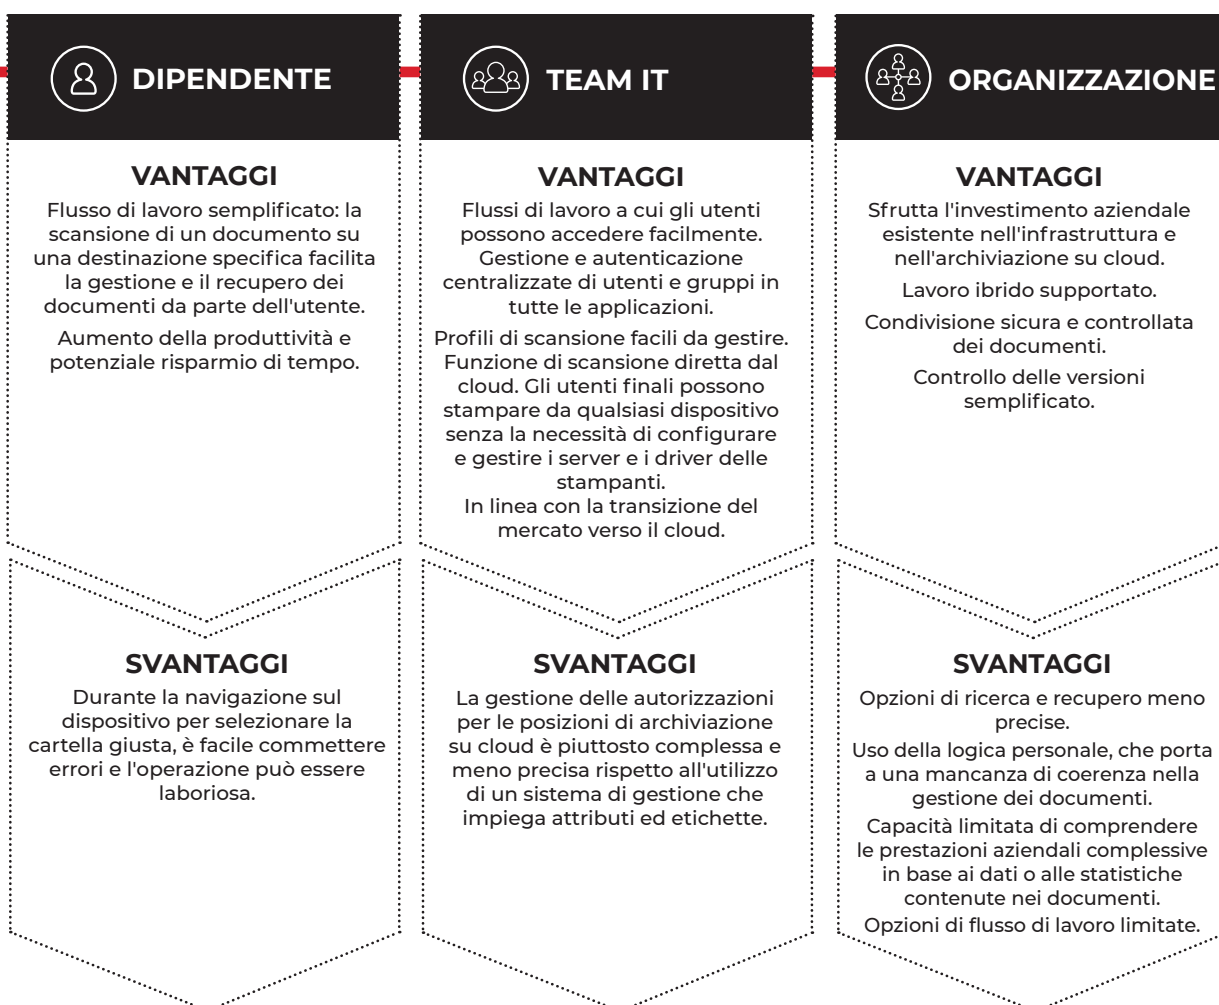 DIPENDENTE
VANTAGGI
Flusso di lavoro semplificato: la
scansione di un documento su
una destinazione specifica facilita
la gestione e il recupero dei
documenti da parte dell'utente.
Aumento della produttività e
potenziale risparmio di tempo.
SVANTAGGI
Durante la navigazione sul
dispositivo per selezionare la
cartella giusta, è facile commettere
errori e l'operazione può essere
laboriosa.
TEAM IT
VANTAGGI
Flussi di lavoro a cui gli utenti
possono accedere facilmente.
Gestione e autenticazione
centralizzate di utenti e gruppi in
tutte le applicazioni.
Profili di scansione facili da gestire.
Funzione di scansione diretta dal
cloud. Gli utenti finali possono
stampare da qualsiasi dispositivo
senza la necessità di configurare
e gestire i server e i driver delle
stampanti.
In linea con la transizione del
mercato verso il cloud.
SVANTAGGI
La gestione delle autorizzazioni
per le posizioni di archiviazione
su cloud è piuttosto complessa e
meno precisa rispetto all'utilizzo
di un sistema di gestione che
impiega attributi ed etichette.
ORGANIZZAZIONE
VANTAGGI
Sfrutta l'investimento aziendale
esistente nell'infrastruttura e
nell'archiviazione su cloud.
Lavoro ibrido supportato.
Condivisione sicura e controllata
dei documenti.
Controllo delle versioni
semplificato.
SVANTAGGI
Opzioni di ricerca e recupero meno
precise.
Uso della logica personale, che porta
a una mancanza di coerenza nella
gestione dei documenti.
Capacità limitata di comprendere
le prestazioni aziendali complessive
in base ai dati o alle statistiche
contenute nei documenti.
Opzioni di flusso di lavoro limitate.